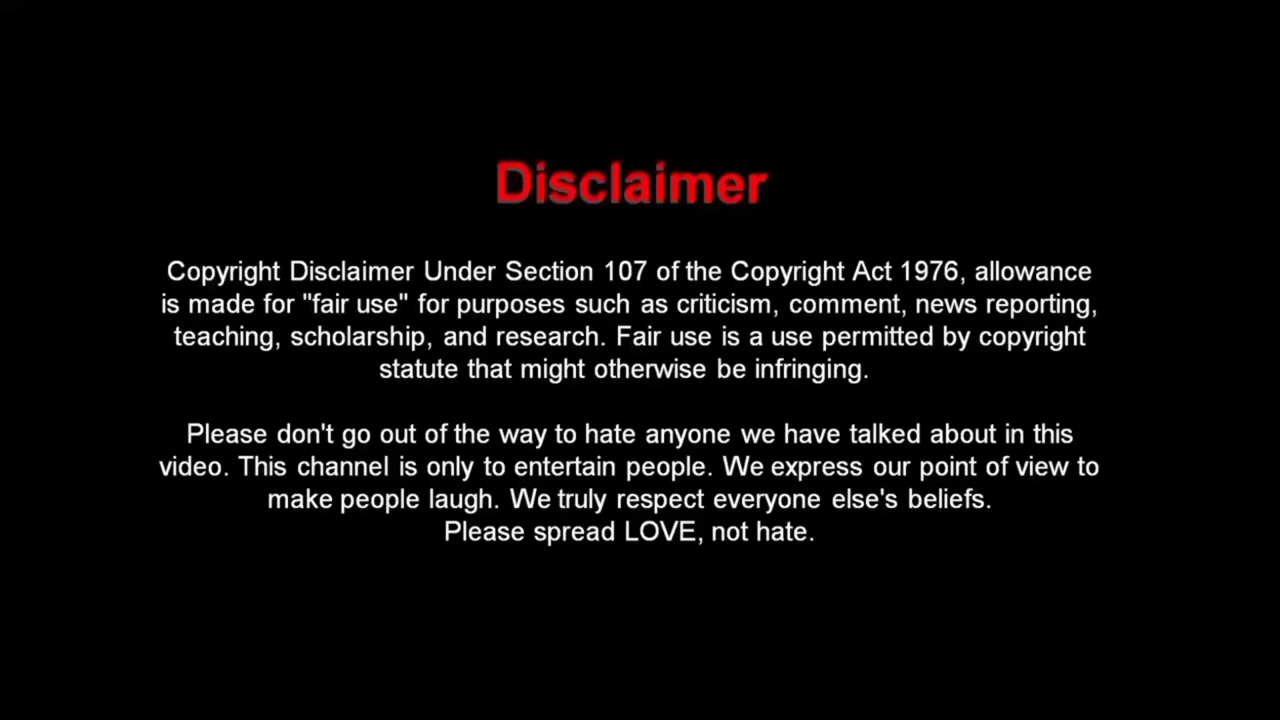 Disclaimer
Copyright Disclaimer Under Section 107 of the Copyright Act 1976, allowance
is made for "fair use" for purposes such as criticism, comment, news reporting,
teaching, scholarship, and research. Fair use is a use permitted by copyright
statute that might otherwise be infringing.
Please don't go out of the way to hate anyone we have talked about in this
video. This channel is only to entertain people. We express our point of view to
make people laugh. We truly respect everyone else's beliefs.
Please spread LOVE, not hate.